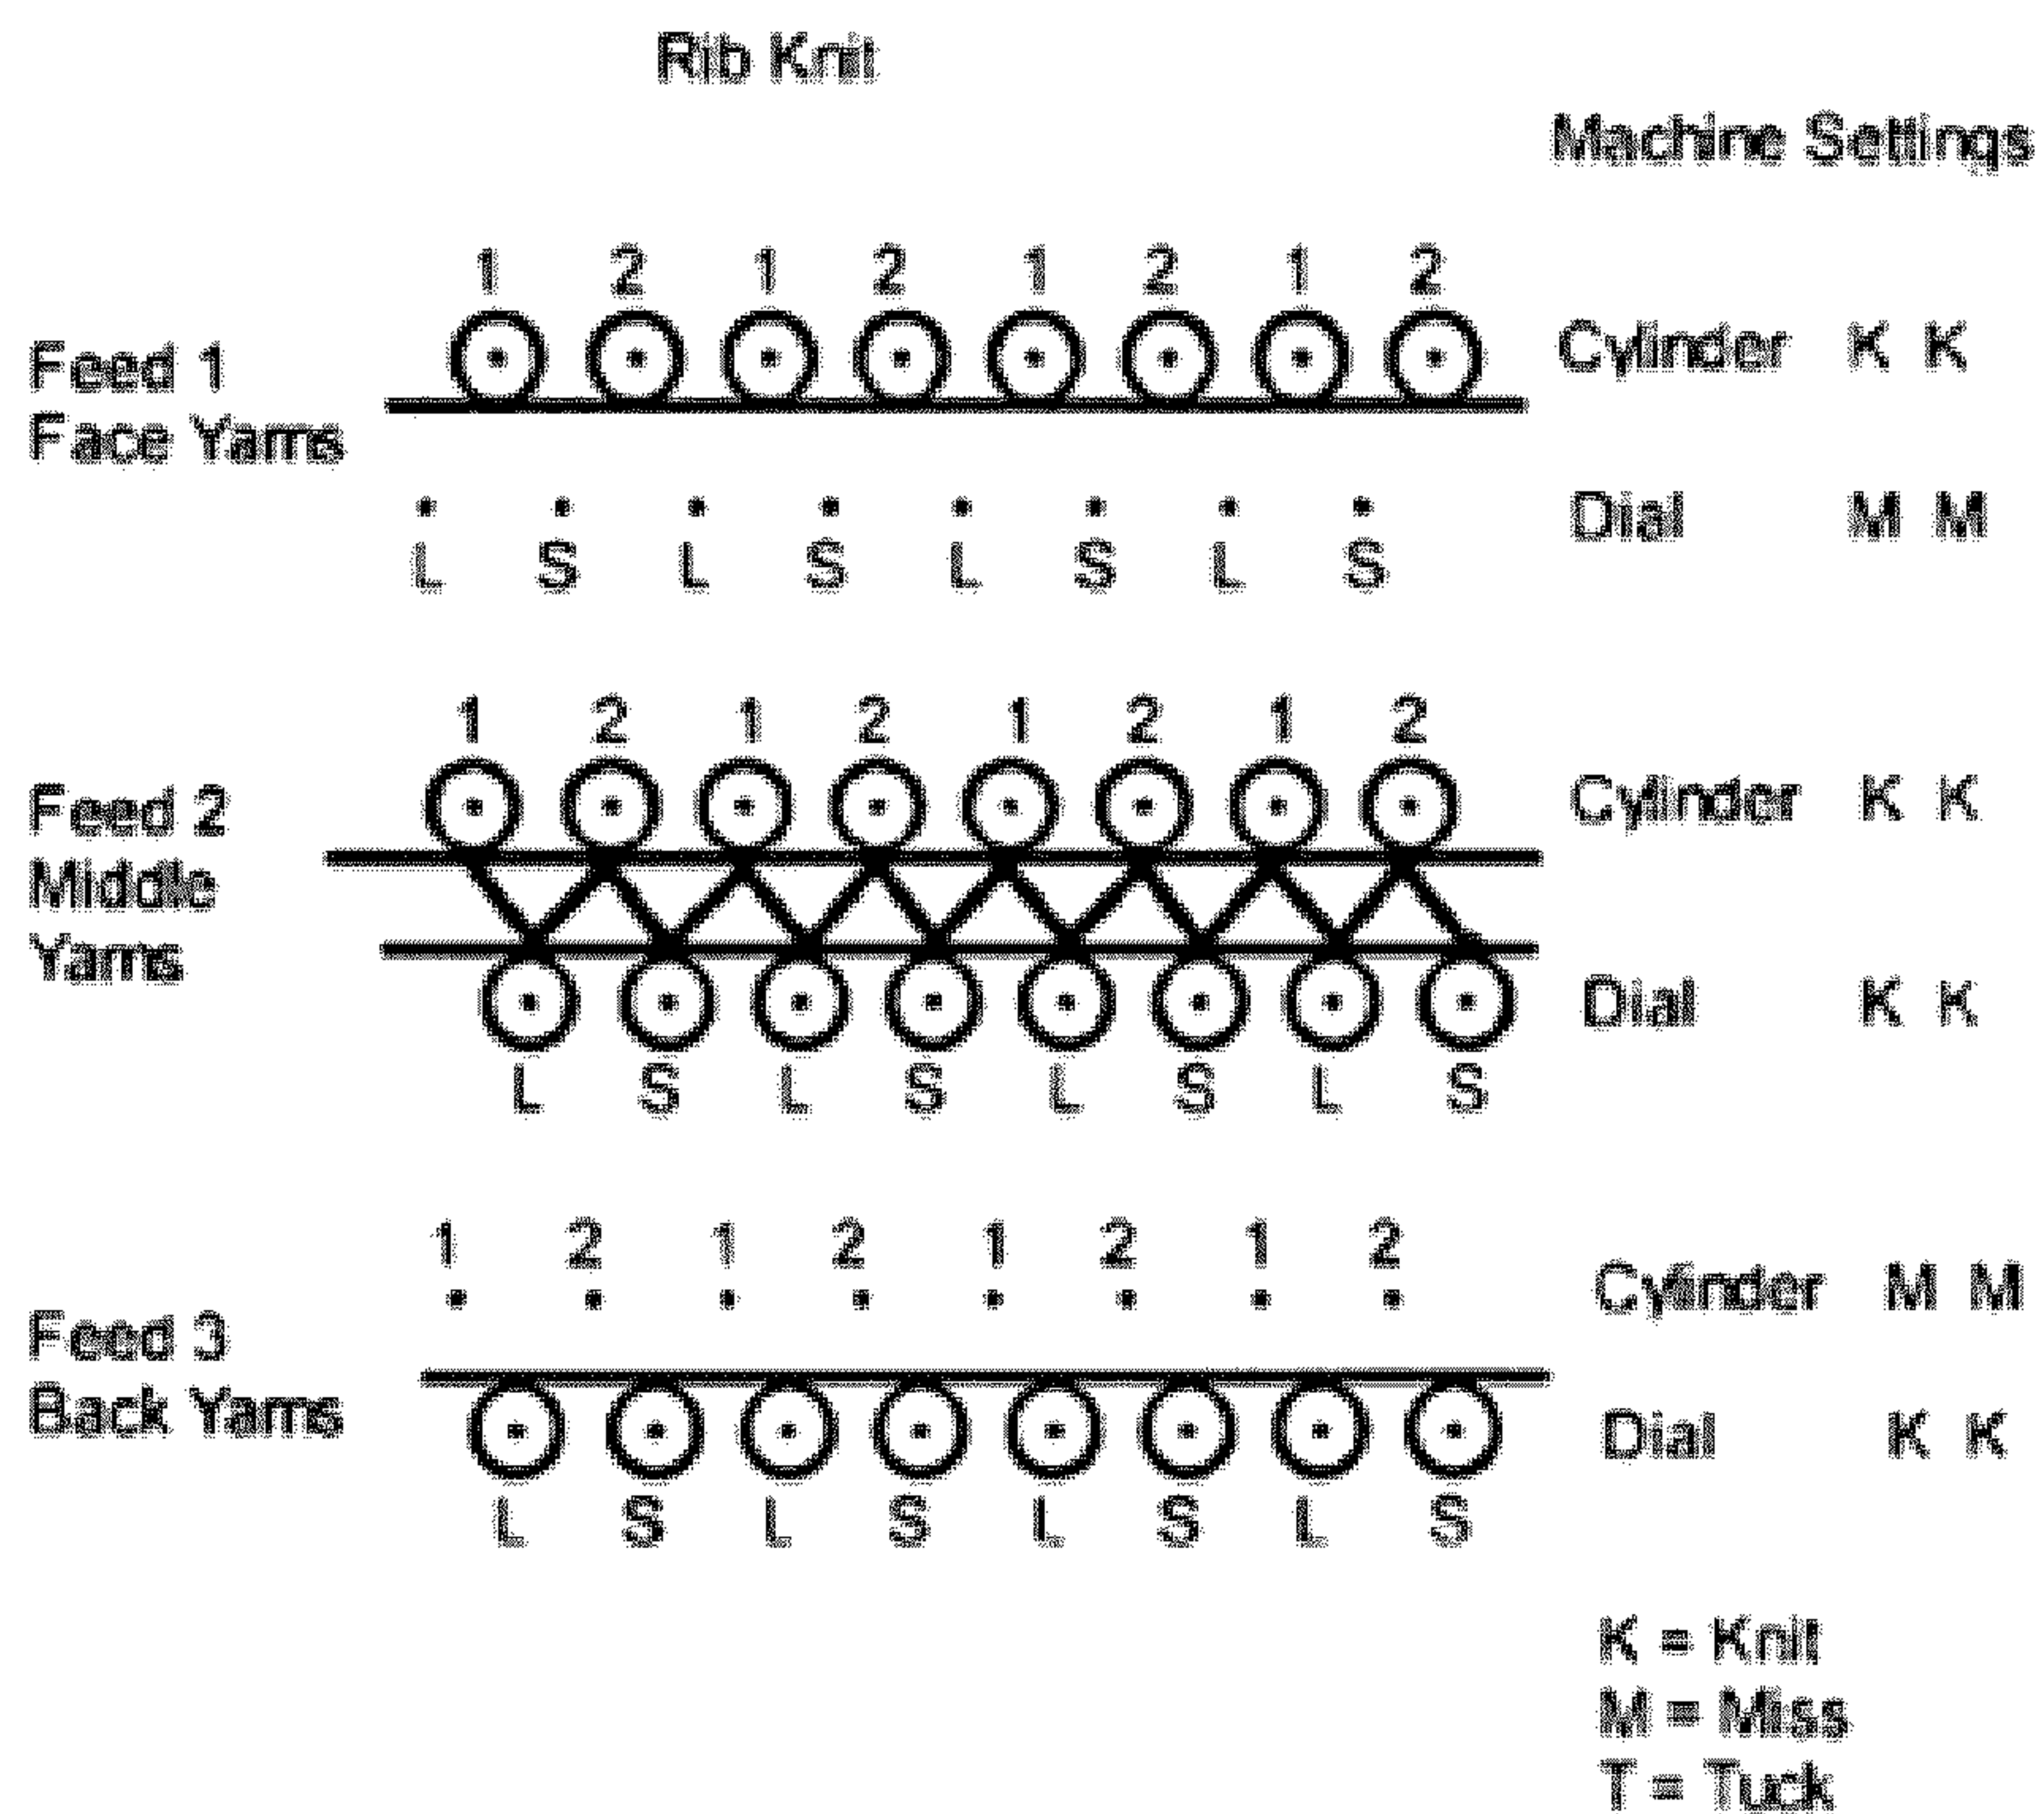 Rib Knit
Machine Settings
1 2 1 2 1 2 1 2
Feed 1
Face Yarns
Cylinder K K
Dial M M
L S L S L S L S
1 2 1 2 1 2 1 2
Feed 2
Middle
Yarns
Cylinder K K
Dial K K
L S L S L S L S
1 2 1 2 1 2 1 2
Feed 3
Back Yarns
Cylinder M M
Dial K K
L S L S L S L S
K = Knit
M = Miss
T = Tuck